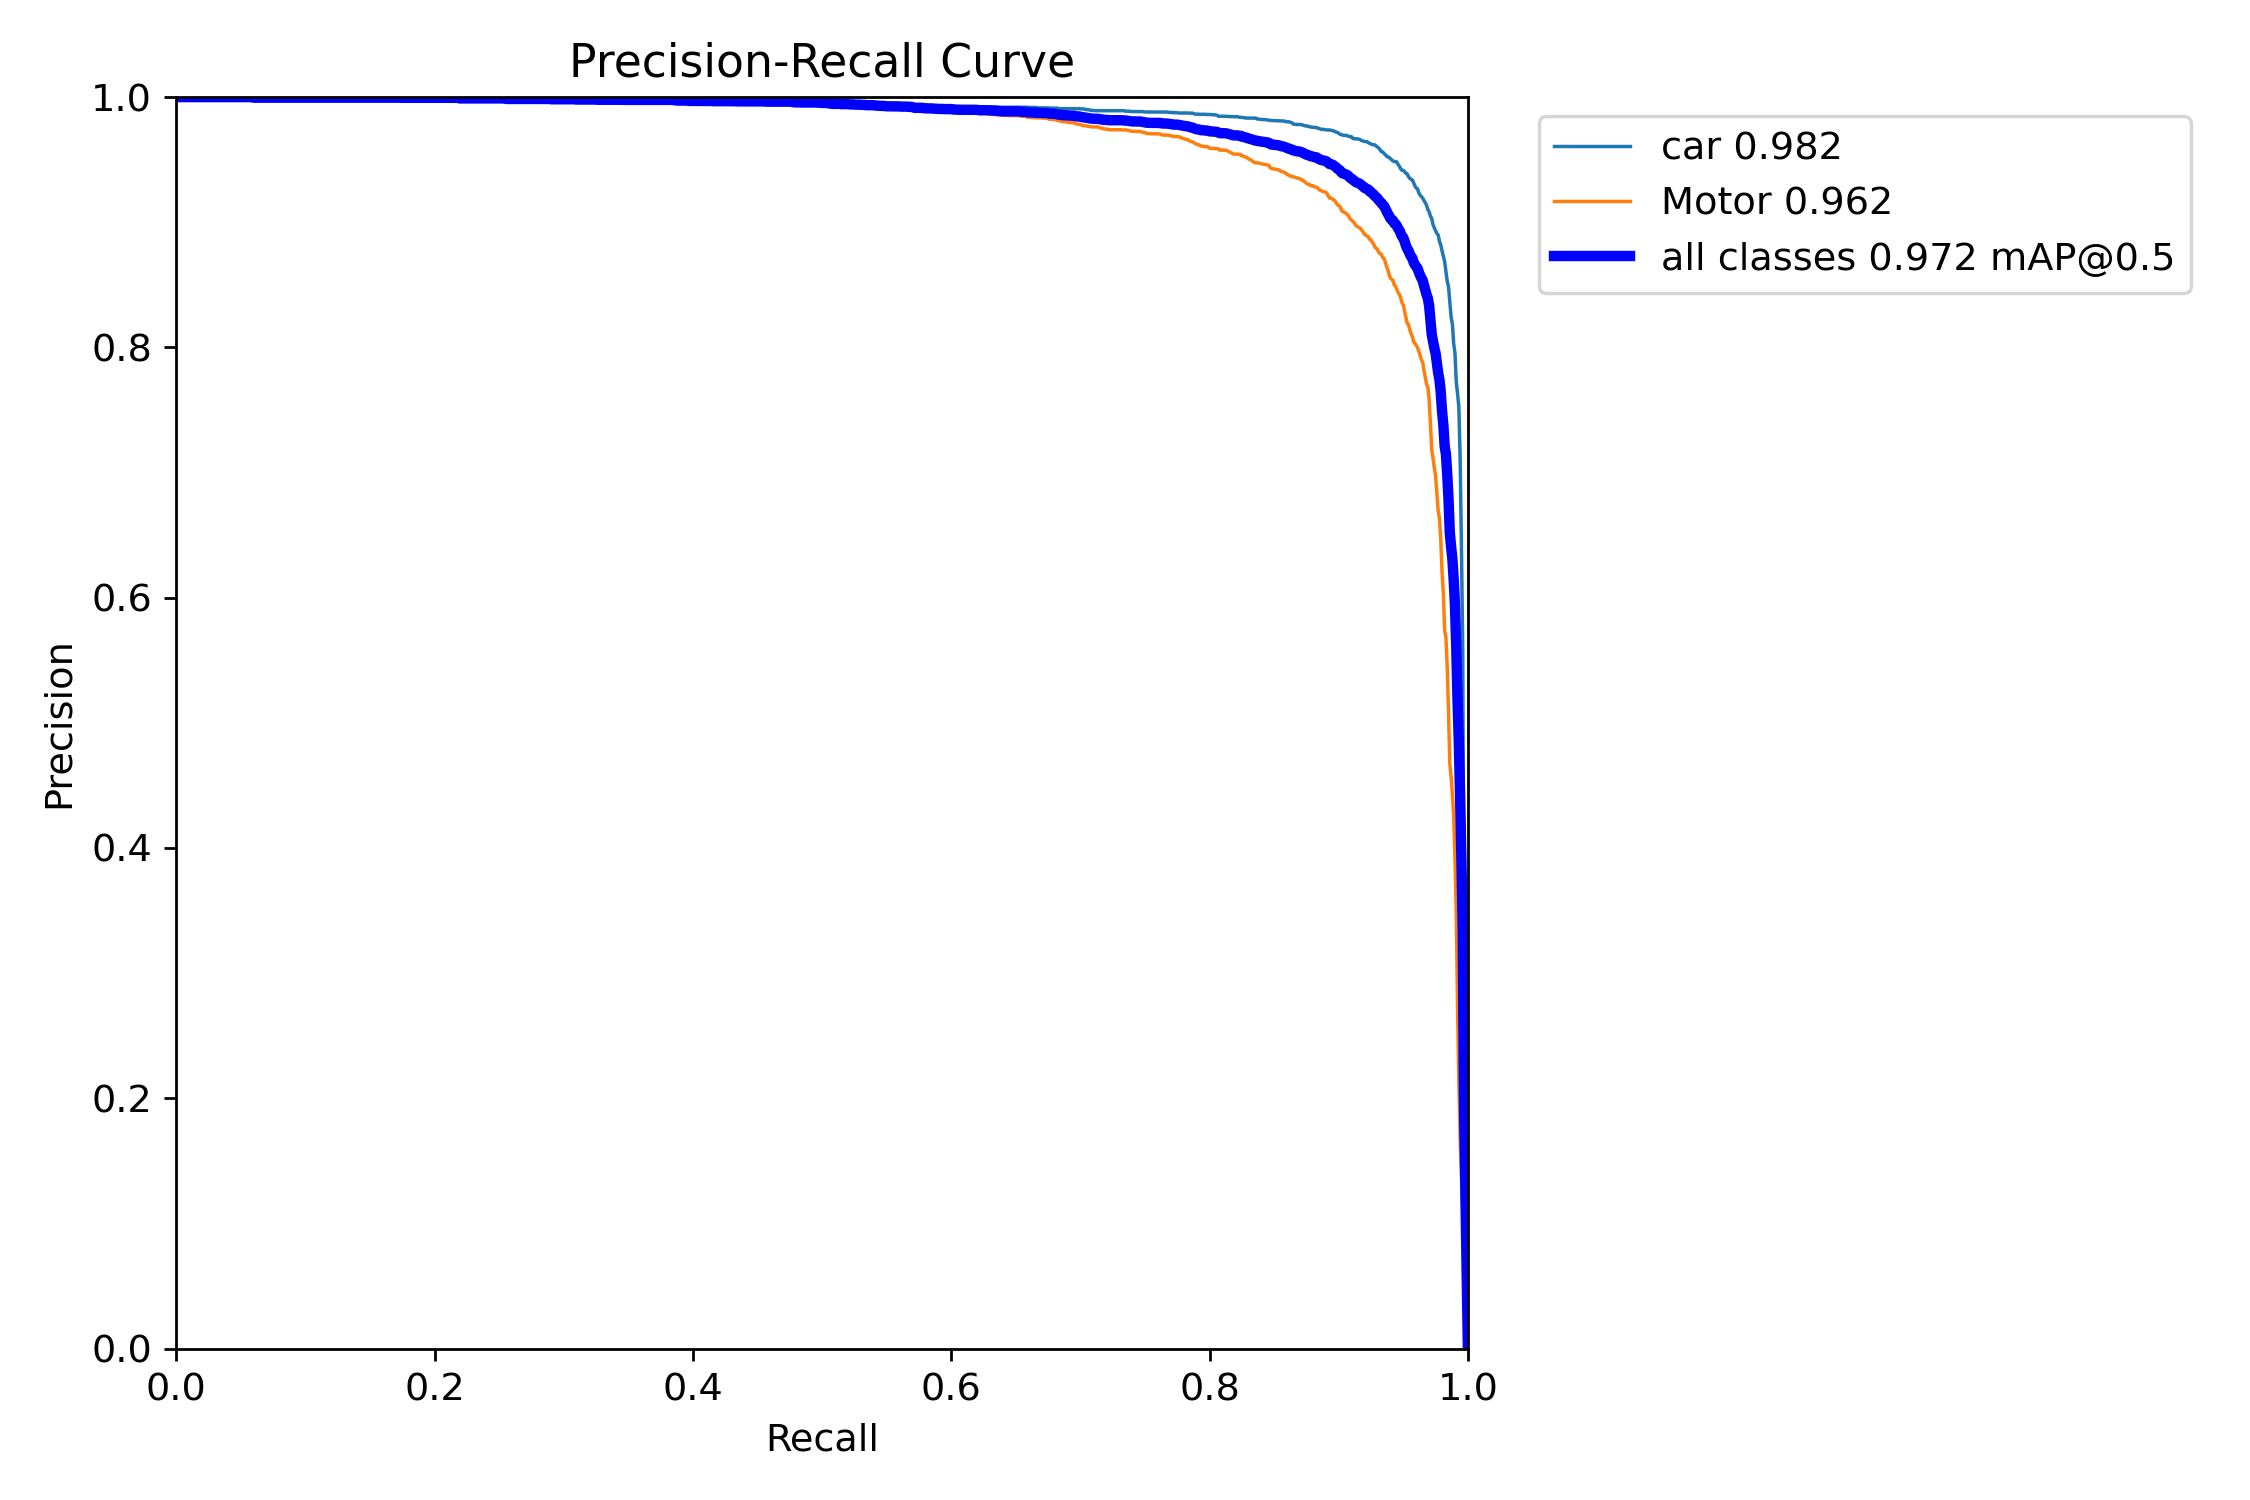 Precision-Recall Curve
1.0
0.8
0.6
0.4
0.2
0.0
Precision
0.0 0.2 0.4 0.6 0.8 1.0
Recall
car 0.982
Motor 0.962
all classes 0.972 mAP@0.5